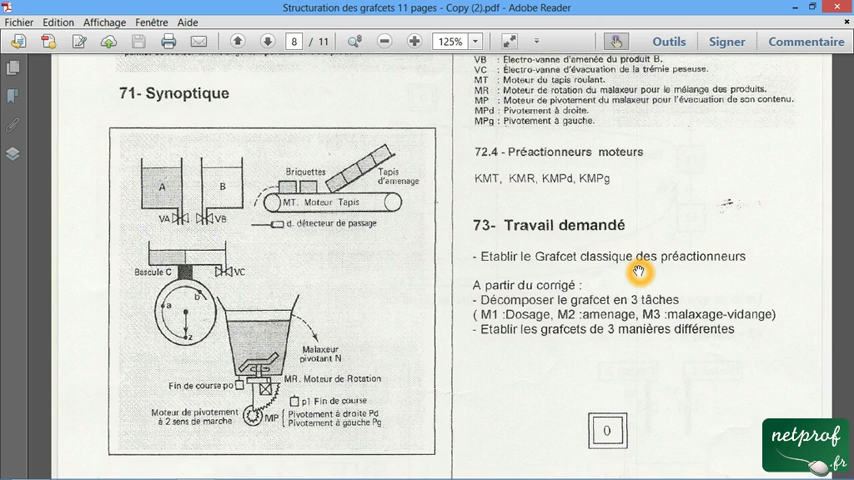 Structuration des grafcets 11 pages - Copy (2).pdf - Adobe Reader
Fichier Edition Affichage Fenêtre Aide
8 / 11
125%
Outils
Signer
Commentaire
71- Synoptique
A
B
VA
VB
Briquettes
Tapis
d'amenage
MT. Moteur Tapis
d. détecteur de passage
Bascule C
VC
b
a
z
Malaxeur
pivotant N
Fin de course po
MR. Moteur de Rotation
p1 Fin de course
Moteur de pivotement
à 2 sens de marche
MP
Pivotement à droite Pd
Pivotement à gauche Pg
VB : Electro-vanne d'amenée du produit B.
VC : Électro-vanne d'évacuation de la trémie peseuse.
MT : Moteur du tapis roulant.
MR : Moteur de rotation du malaxeur pour le mélange des produits.
MP : Moteur de pivotement du malaxeur pour l'évacuation de son contenu.
MPd : Pivotement à droite.
MPg : Pivotement à gauche.
72.4 - Préactionneurs moteurs
KMT, KMR, KMPd, KMPg
73- Travail demandé
- Etablir le Grafcet classique des préactionneurs
A partir du corrigé :
- Décomposer le grafcet en 3 tâches
( M1 :Dosage, M2 :amenage, M3 :malaxage-vidange)
- Etablir les grafcets de 3 manières différentes
0
netprof
.fr